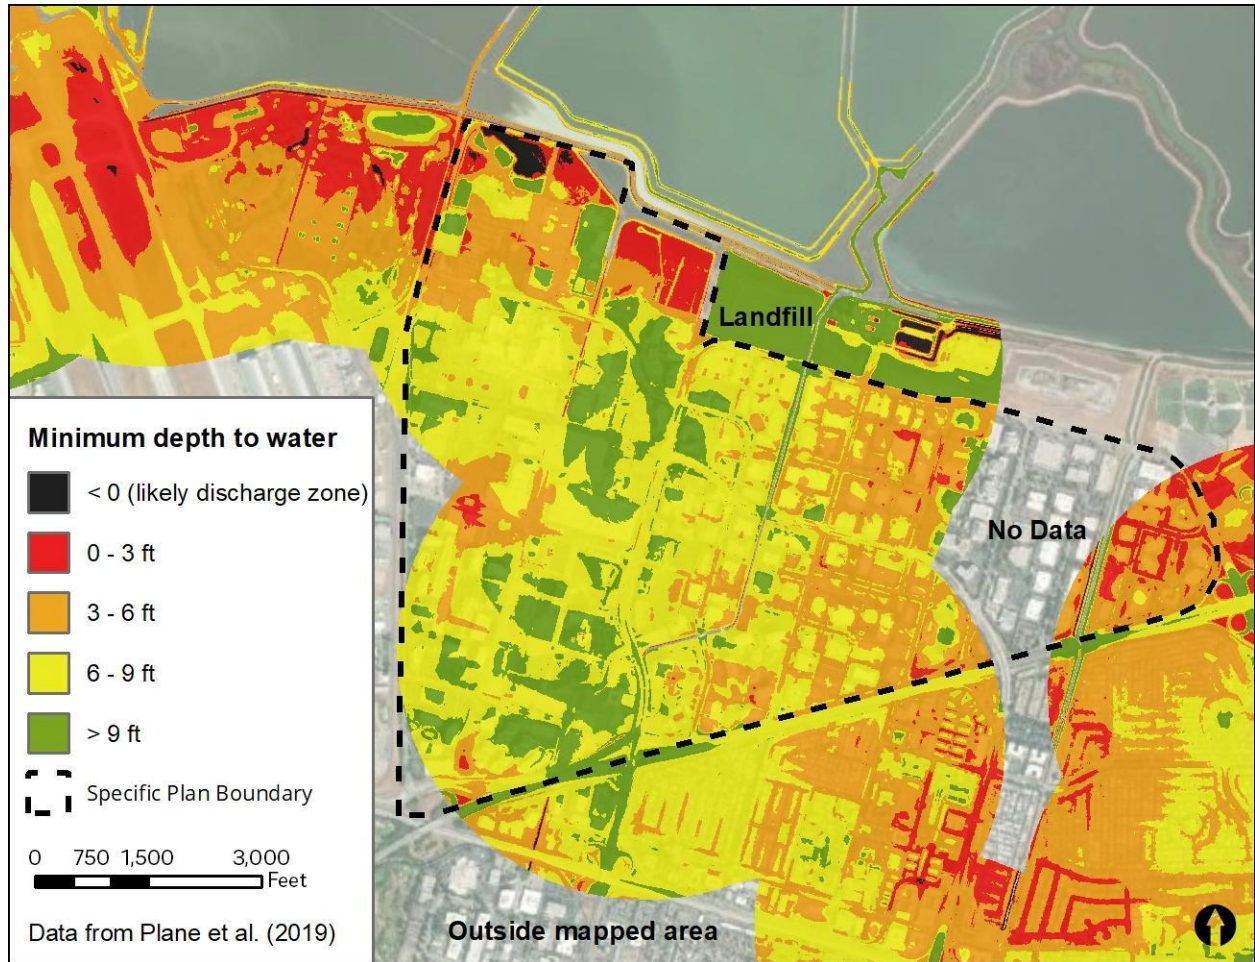 Landfill
No Data
Minimum depth to water
< 0 (likely discharge zone)
0 - 3 ft
3 - 6 ft
6 - 9 ft
> 9 ft
Specific Plan Boundary
0 750 1,500 3,000
Feet
Data from Plane et al. (2019)
Outside mapped area